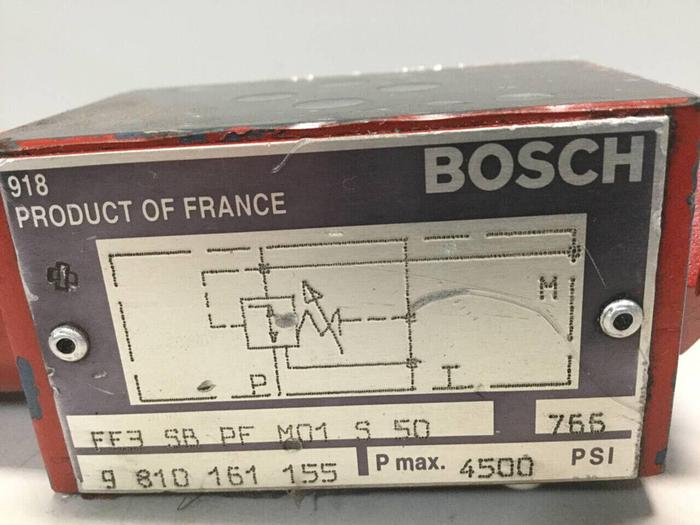 918
BOSCH
PRODUCT OF FRANCE
M
P
T
FF3 SB PF M01 S 50
766
9 810 161 155
P max. 4500 PSI